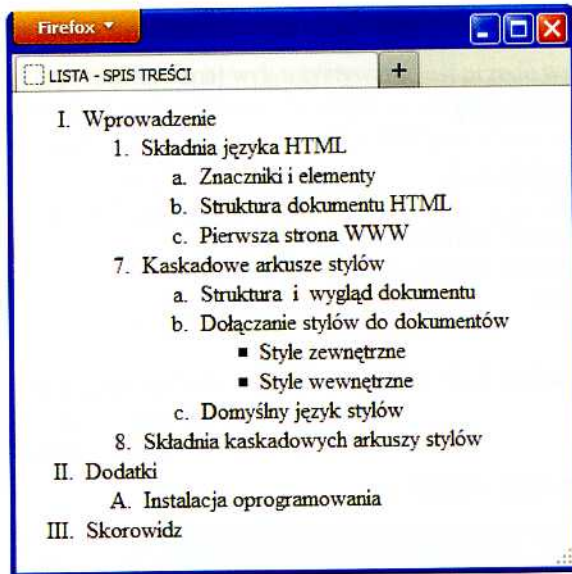 Firefox
LISTA - SPIS TREŚCI
I. Wprowadzenie
1. Składnia języka HTML
a. Znaczniki i elementy
b. Struktura dokumentu HTML
c. Pierwsza strona WWW
7. Kaskadowe arkusze stylów
a. Struktura i wygląd dokumentu
b. Dołączanie stylów do dokumentów
▪ Style zewnętrzne
▪ Style wewnętrzne
c. Domyślny język stylów
8. Składnia kaskadowych arkuszy stylów
II. Dodatki
A. Instalacja oprogramowania
III. Skorowidz